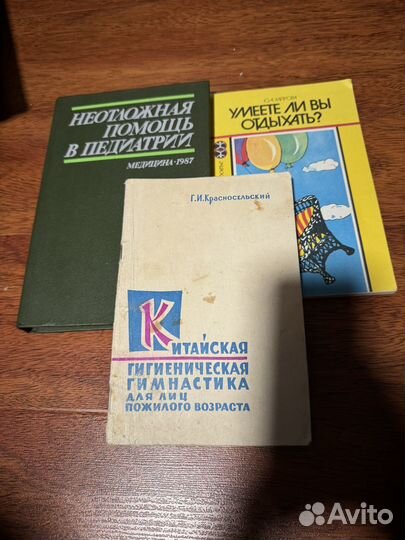 НЕОТЛОЖНАЯ
ПОМОЩЬ
В ПЕДИАТРИИ
МЕДИЦИНА·1987
УМЕЕТЕ ЛИ ВЫ
ОТДЫХАТЬ?
Г.И.Красносельский
КИТАЙСКАЯ
ГИГИЕНИЧЕСКАЯ
ГИМНАСТИКА
ДЛЯ ЛИЦ
ПОЖИЛОГО ВОЗРАСТА
Avito